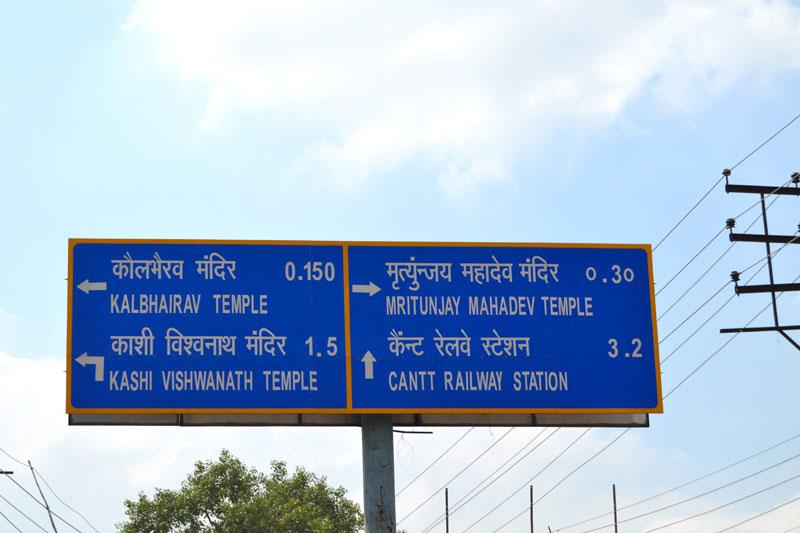 कौलभैरव मंदिर 0.150
KALBHAIRAV TEMPLE
काशी विश्वनाथ मंदिर 1.5
KASHI VISHWANATH TEMPLE
मृत्युंन्जय महादेव मंदिर ०.३०
MRITUNJAY MAHADEV TEMPLE
कैंन्ट रेलवे स्टेशन 3.2
CANTT RAILWAY STATION